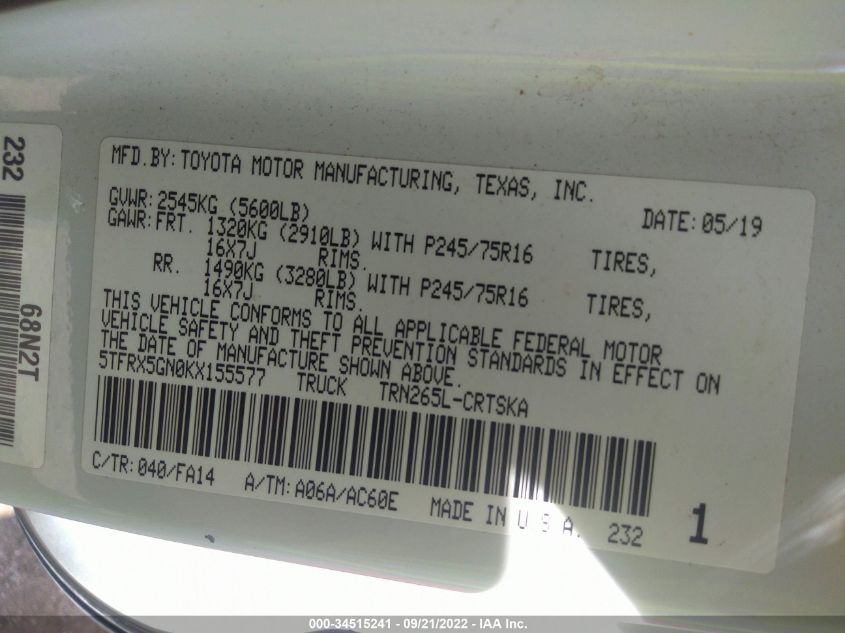 232
68N2T
MFD.BY: TOYOTA MOTOR MANUFACTURING, TEXAS, INC.
GVWR: 2545KG (5600LB) DATE: 05/19
GAWR: FRT. 1320KG (2910LB) WITH P245/75R16 TIRES,
16X7J RIMS.
RR. 1490KG (3280LB) WITH P245/75R16 TIRES,
16X7J RIMS.
THIS VEHICLE CONFORMS TO ALL APPLICABLE FEDERAL MOTOR
VEHICLE SAFETY AND THEFT PREVENTION STANDARDS IN EFFECT ON
THE DATE OF MANUFACTURE SHOWN ABOVE.
5TFRX5GN0KX155577 TRUCK TRN265L-CRTSKA
C/TR: 040/FA14 A/TM: A06A/AC60E MADE IN U.S.A. 232 1
000-34515241 - 09/21/2022 - IAA Inc.